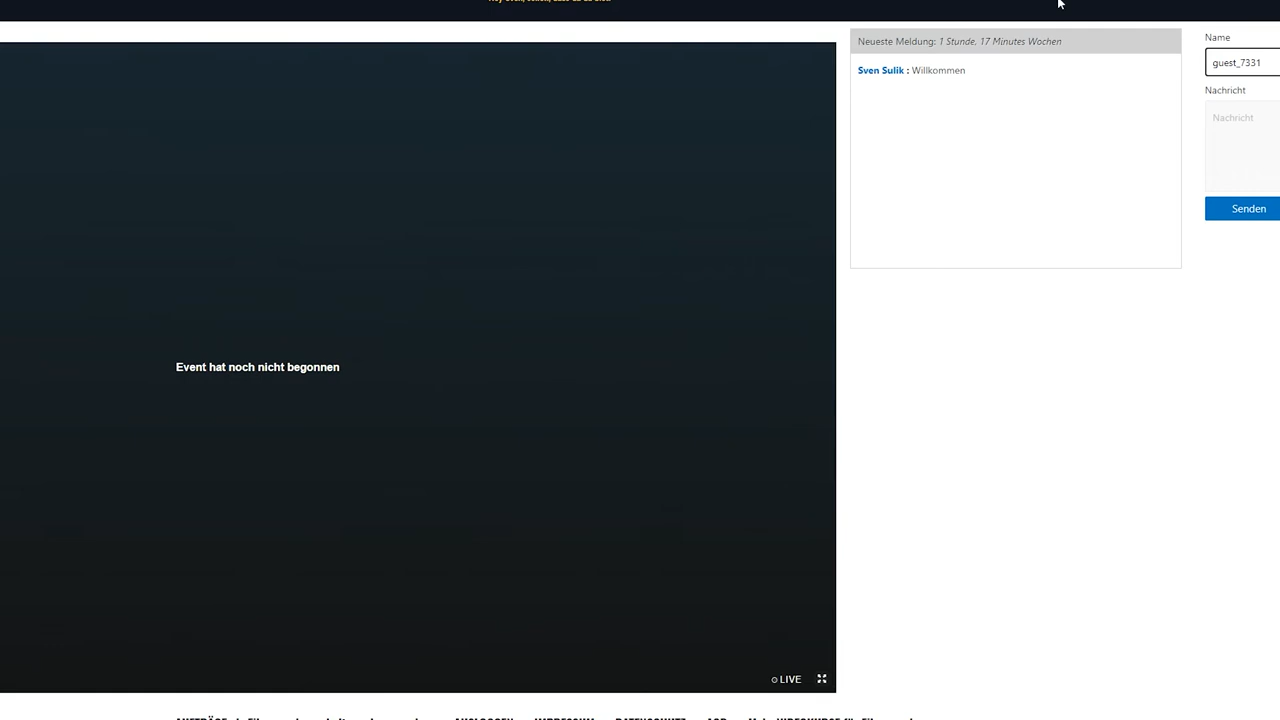 Neueste Meldung: 1 Stunde, 17 Minutes Wochen
Sven Sulik : Willkommen
Name
guest_7331
Nachricht
Nachricht
Senden
Event hat noch nicht begonnen
LIVE